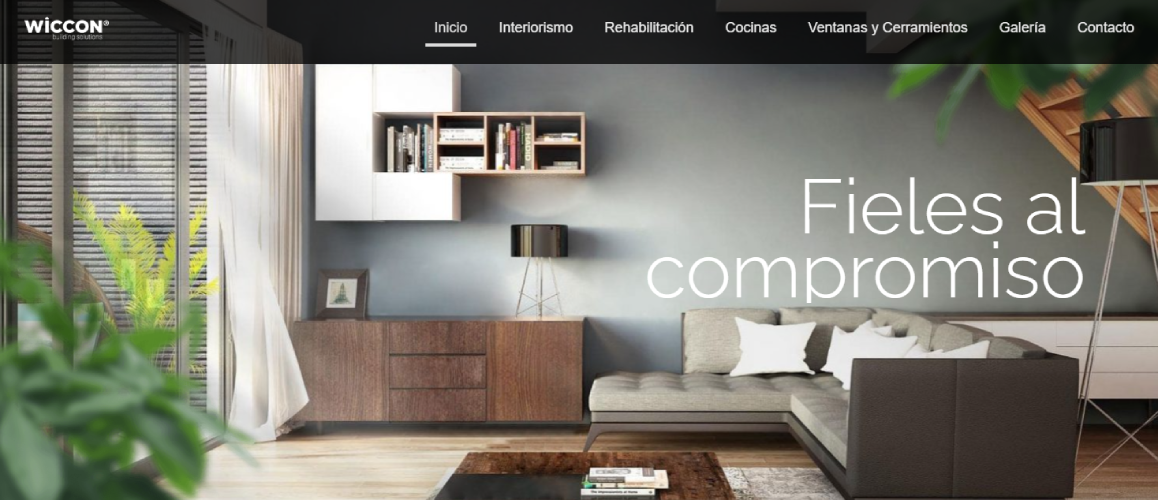 WICCON®
building solutions
Inicio Interiorismo Rehabilitación Cocinas Ventanas y Cerramientos Galería Contacto
Fieles al
compromiso